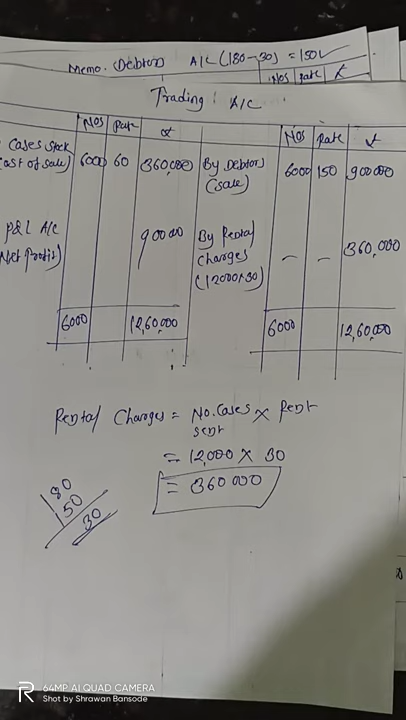 Memo. Debtors A/C (180-30) = 150
Nos Rate ₹
Trading: A/C
Nos Rate ₹ Nos Rate ₹
Cases Stock 6000 60 360,000 By Debtors 6000 150 900000
(cost of sale) (sale)
P&L A/C 900000 By Rental - - 360,000
Net Profit) Charges
(12000×30)
6000 12,60,000 6000 12,60,000
Rental Charges = No. Cases × Rent
sent
= 12,000 × 30
= 360 000
80
50
30
64MP AI QUAD CAMERA
Shot by Shrawan Bansode